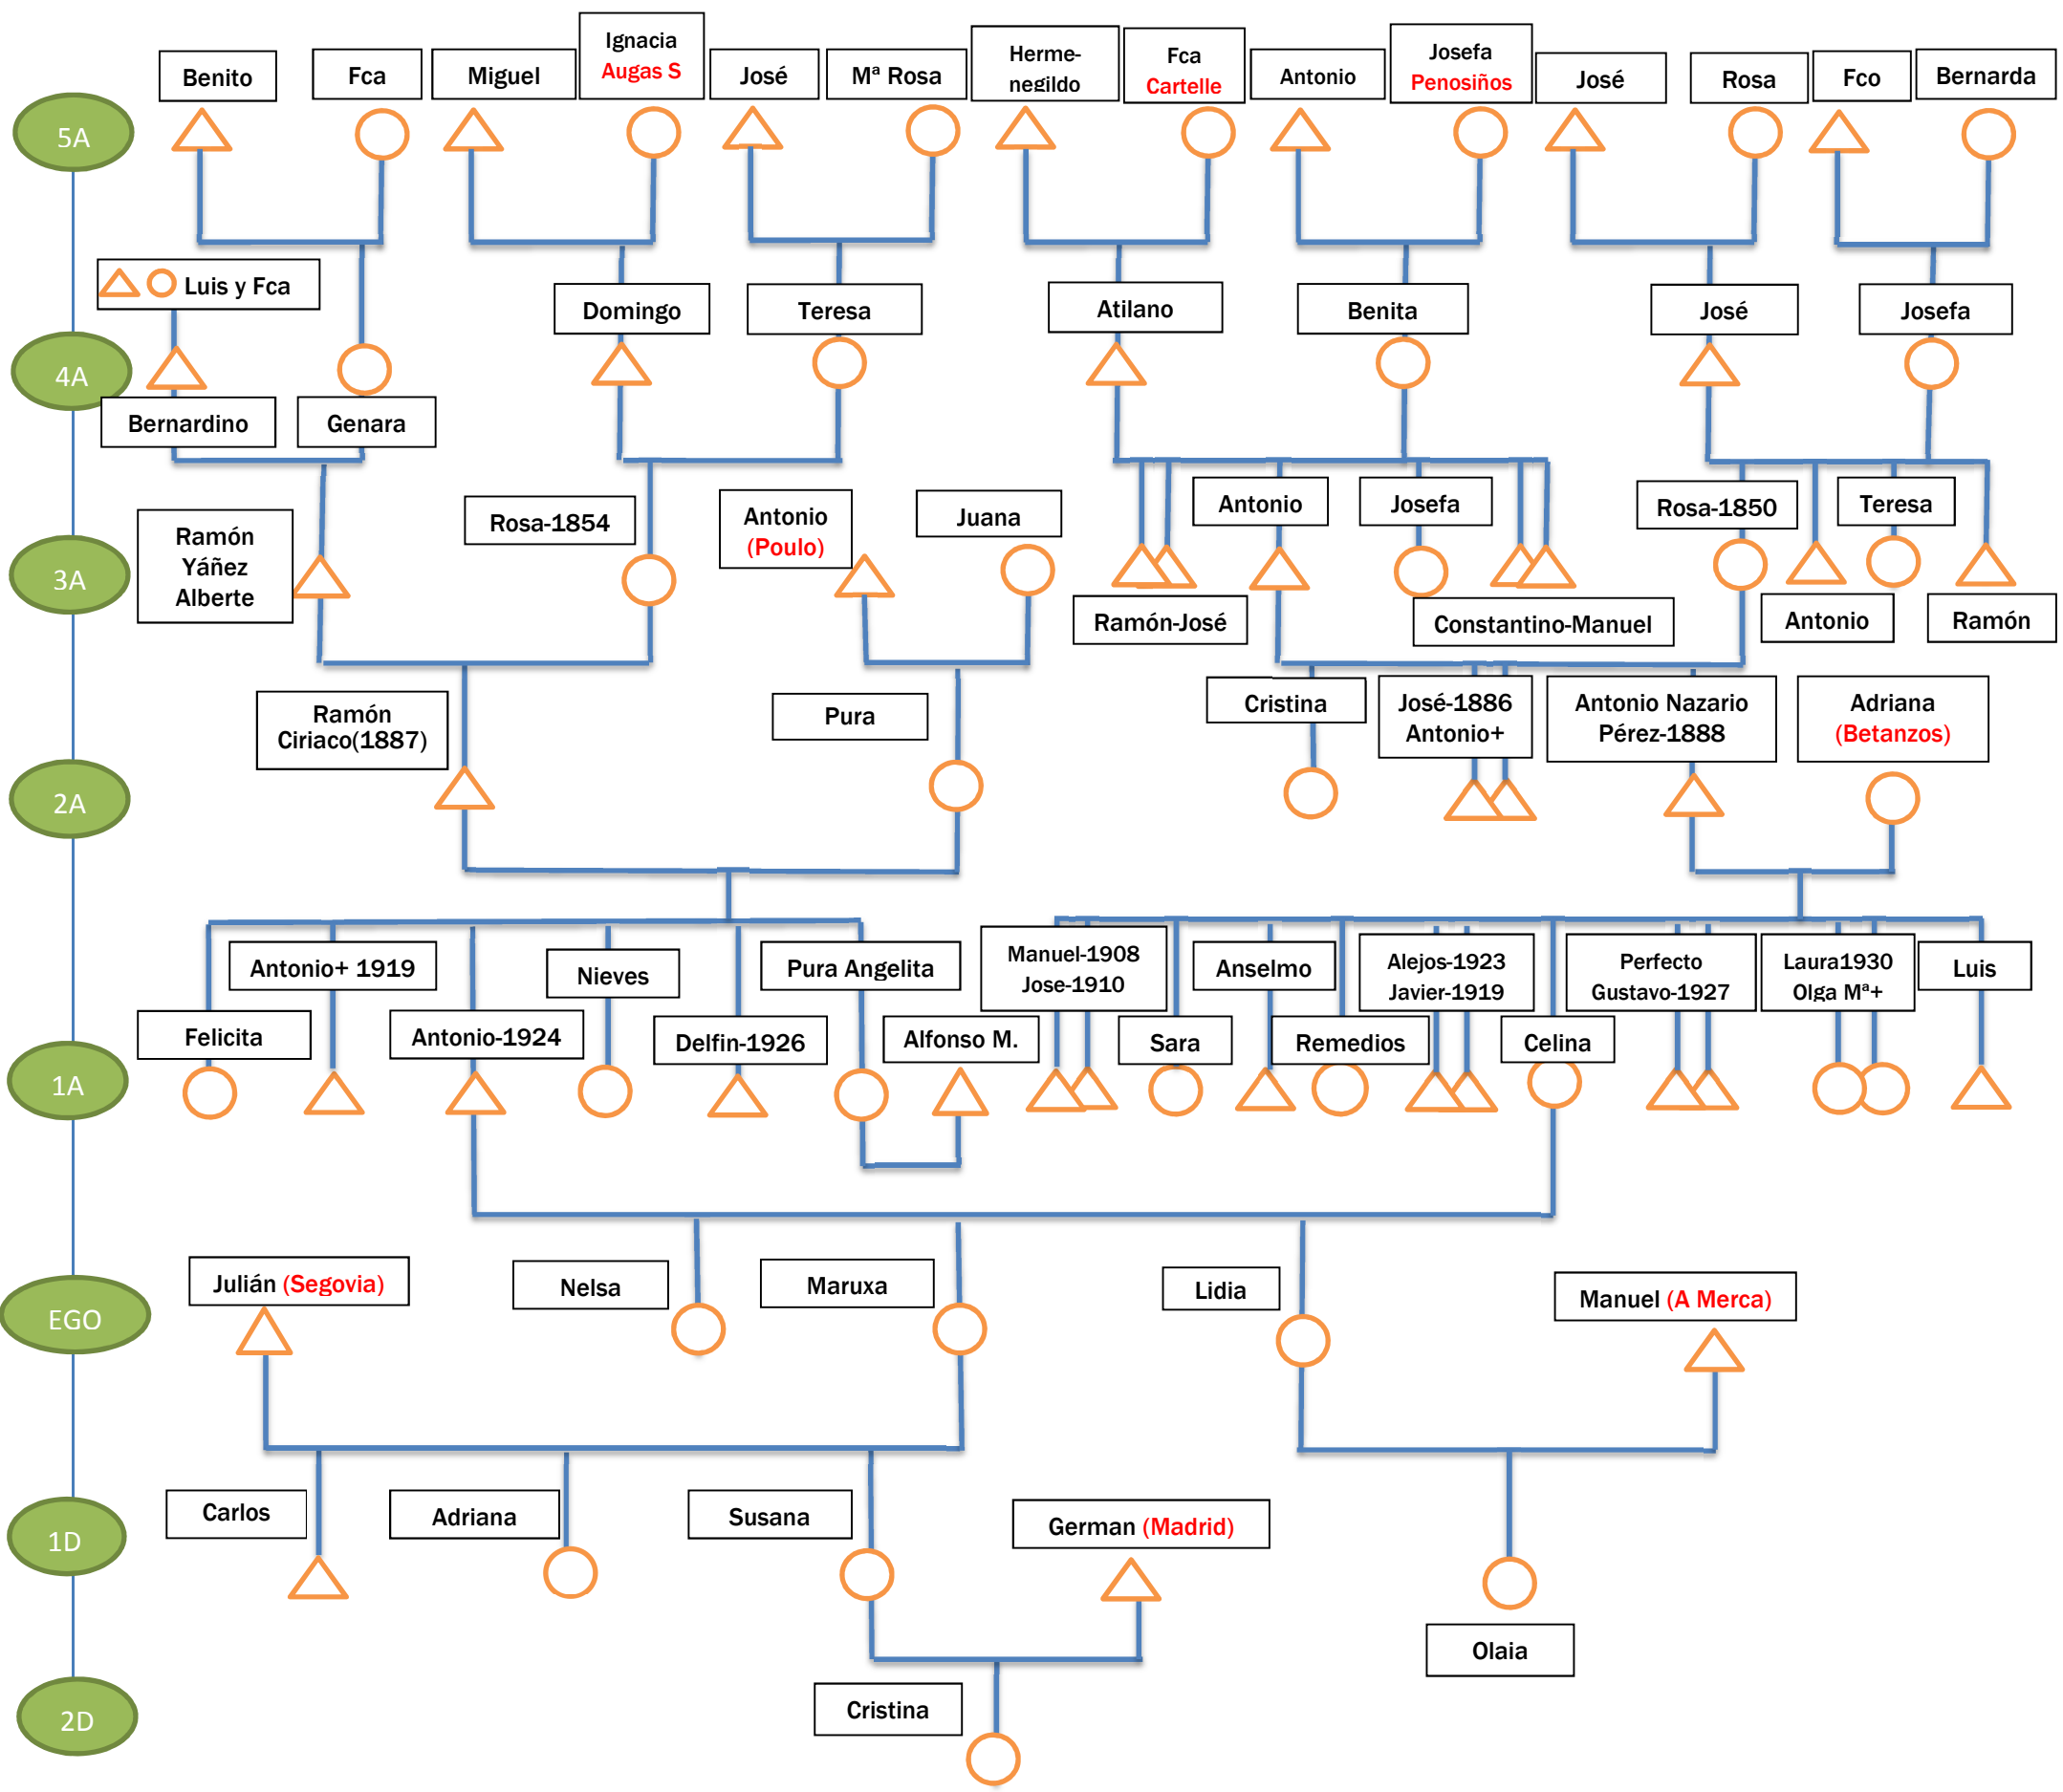 Benito
Fca
Miguel
Ignacia
Augas S
José
Mª Rosa
Herme-
negildo
Fca
Cartelle
Antonio
Josefa
Penosiños
José
Rosa
Fco
Bernarda
5A
Luis y Fca
Domingo
Teresa
Atilano
Benita
José
Josefa
4A
Bernardino
Genara
Ramón
Yáñez
Alberte
Rosa-1854
Antonio
(Poulo)
Juana
Antonio
Josefa
Rosa-1850
Teresa
3A
Ramón-José
Constantino-Manuel
Antonio
Ramón
Ramón
Ciriaco(1887)
Pura
Cristina
José-1886
Antonio+
Antonio Nazario
Pérez-1888
Adriana
(Betanzos)
2A
Antonio+ 1919
Nieves
Pura Angelita
Manuel-1908
Jose-1910
Anselmo
Alejos-1923
Javier-1919
Perfecto
Gustavo-1927
Laura1930
Olga Mª+
Luis
Felicita
Antonio-1924
Delfin-1926
Alfonso M.
Sara
Remedios
Celina
1A
Julián (Segovia)
Nelsa
Maruxa
Lidia
Manuel (A Merca)
EGO
Carlos
Adriana
Susana
German (Madrid)
1D
Olaia
Cristina
2D